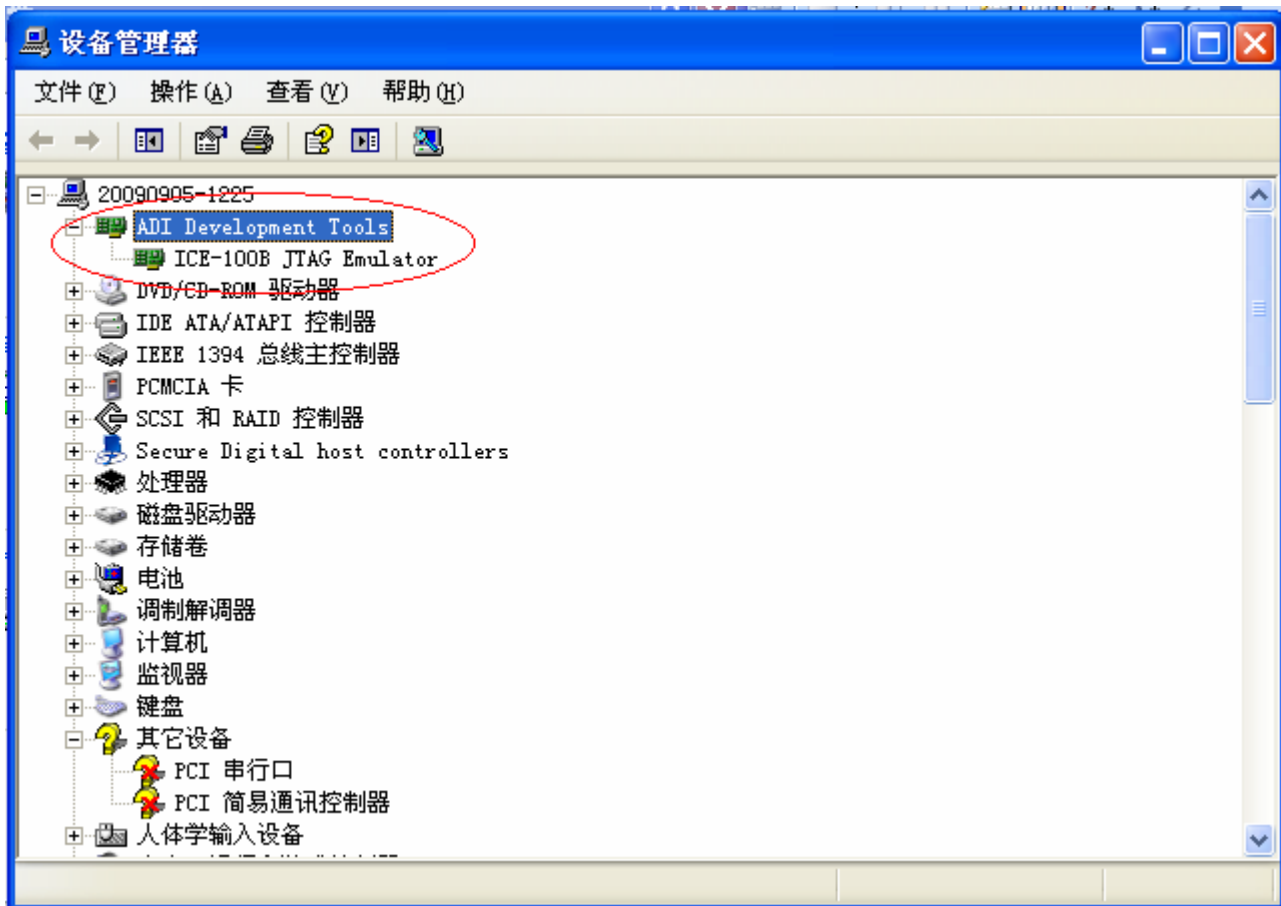 设备管理器
文件(F) 操作(A) 查看(V) 帮助(H)
20090905-1225
ADI Development Tools
ICE-100B JTAG Emulator
DVD/CD-ROM 驱动器
IDE ATA/ATAPI 控制器
IEEE 1394 总线主控制器
PCMCIA 卡
SCSI 和 RAID 控制器
Secure Digital host controllers
处理器
磁盘驱动器
存储卷
电池
调制解调器
计算机
监视器
键盘
其它设备
PCI 串行口
PCI 简易通讯控制器
人体学输入设备